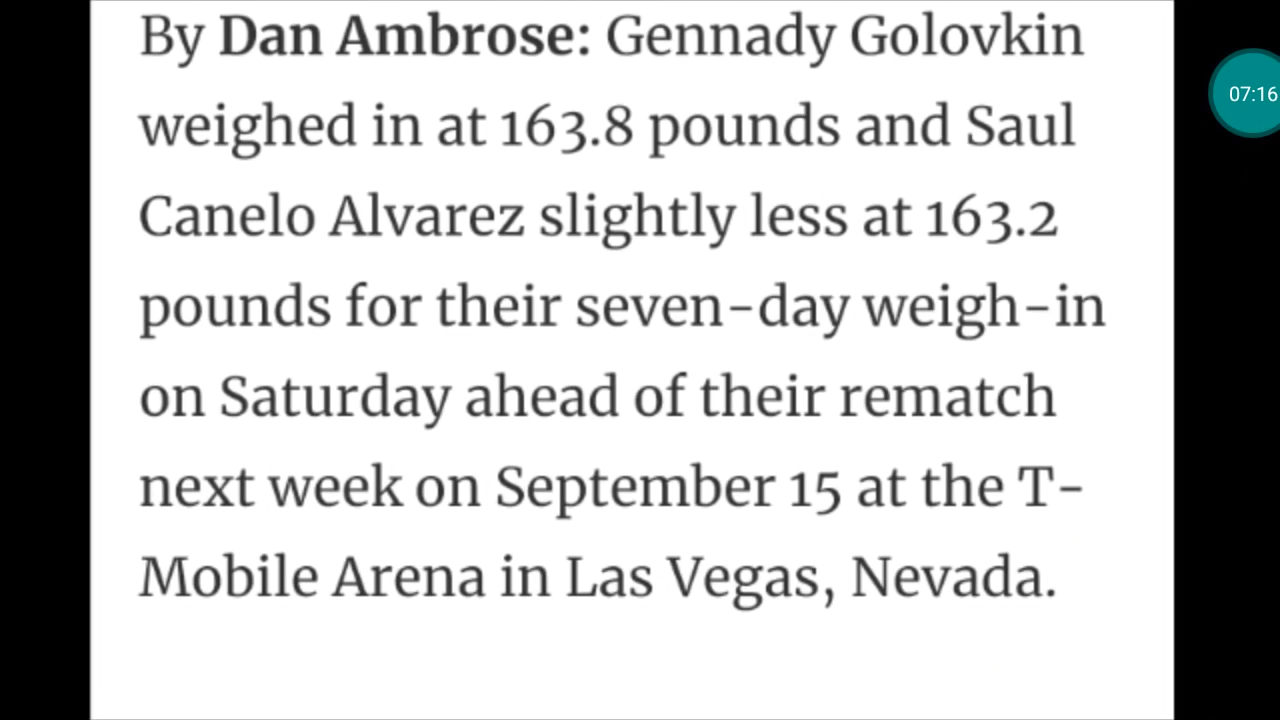 By Dan Ambrose: Gennady Golovkin
weighed in at 163.8 pounds and Saul
Canelo Alvarez slightly less at 163.2
pounds for their seven-day weigh-in
on Saturday ahead of their rematch
next week on September 15 at the T-
Mobile Arena in Las Vegas, Nevada.
07:16